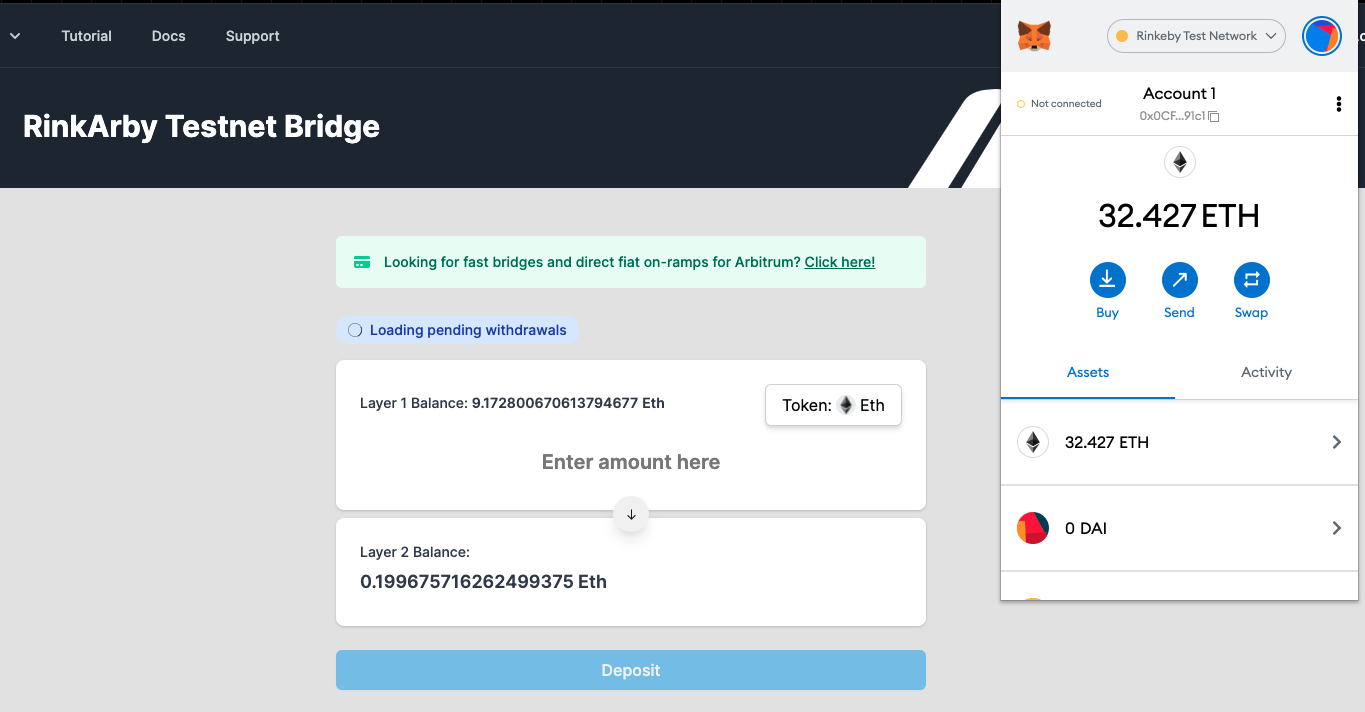 Tutorial
Docs
Support
RinkArby Testnet Bridge
Looking for fast bridges and direct fiat on-ramps for Arbitrum? Click here!
Loading pending withdrawals
Layer 1 Balance: 9.172800670613794677 Eth
Token: Eth
Enter amount here
Layer 2 Balance:
0.199675716262499375 Eth
Deposit
Rinkeby Test Network
Not connected
Account 1
0x0CF...91c1
32.427 ETH
Buy
Send
Swap
Assets
Activity
32.427 ETH
0 DAI